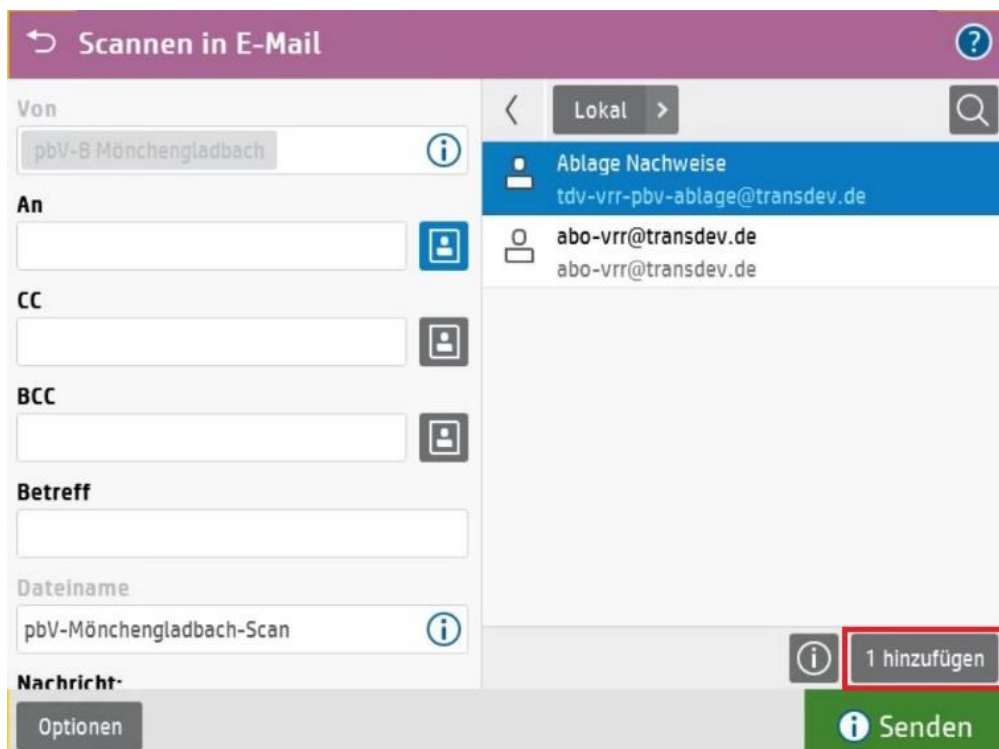 Scannen in E-Mail
Von
pbV-B Mönchengladbach
An
CC
BCC
Betreff
Dateiname
pbV-Mönchengladbach-Scan
Nachricht:
Optionen
Lokal
Ablage Nachweise
tdv-vrr-pbv-ablage@transdev.de
abo-vrr@transdev.de
abo-vrr@transdev.de
1 hinzufügen
Senden